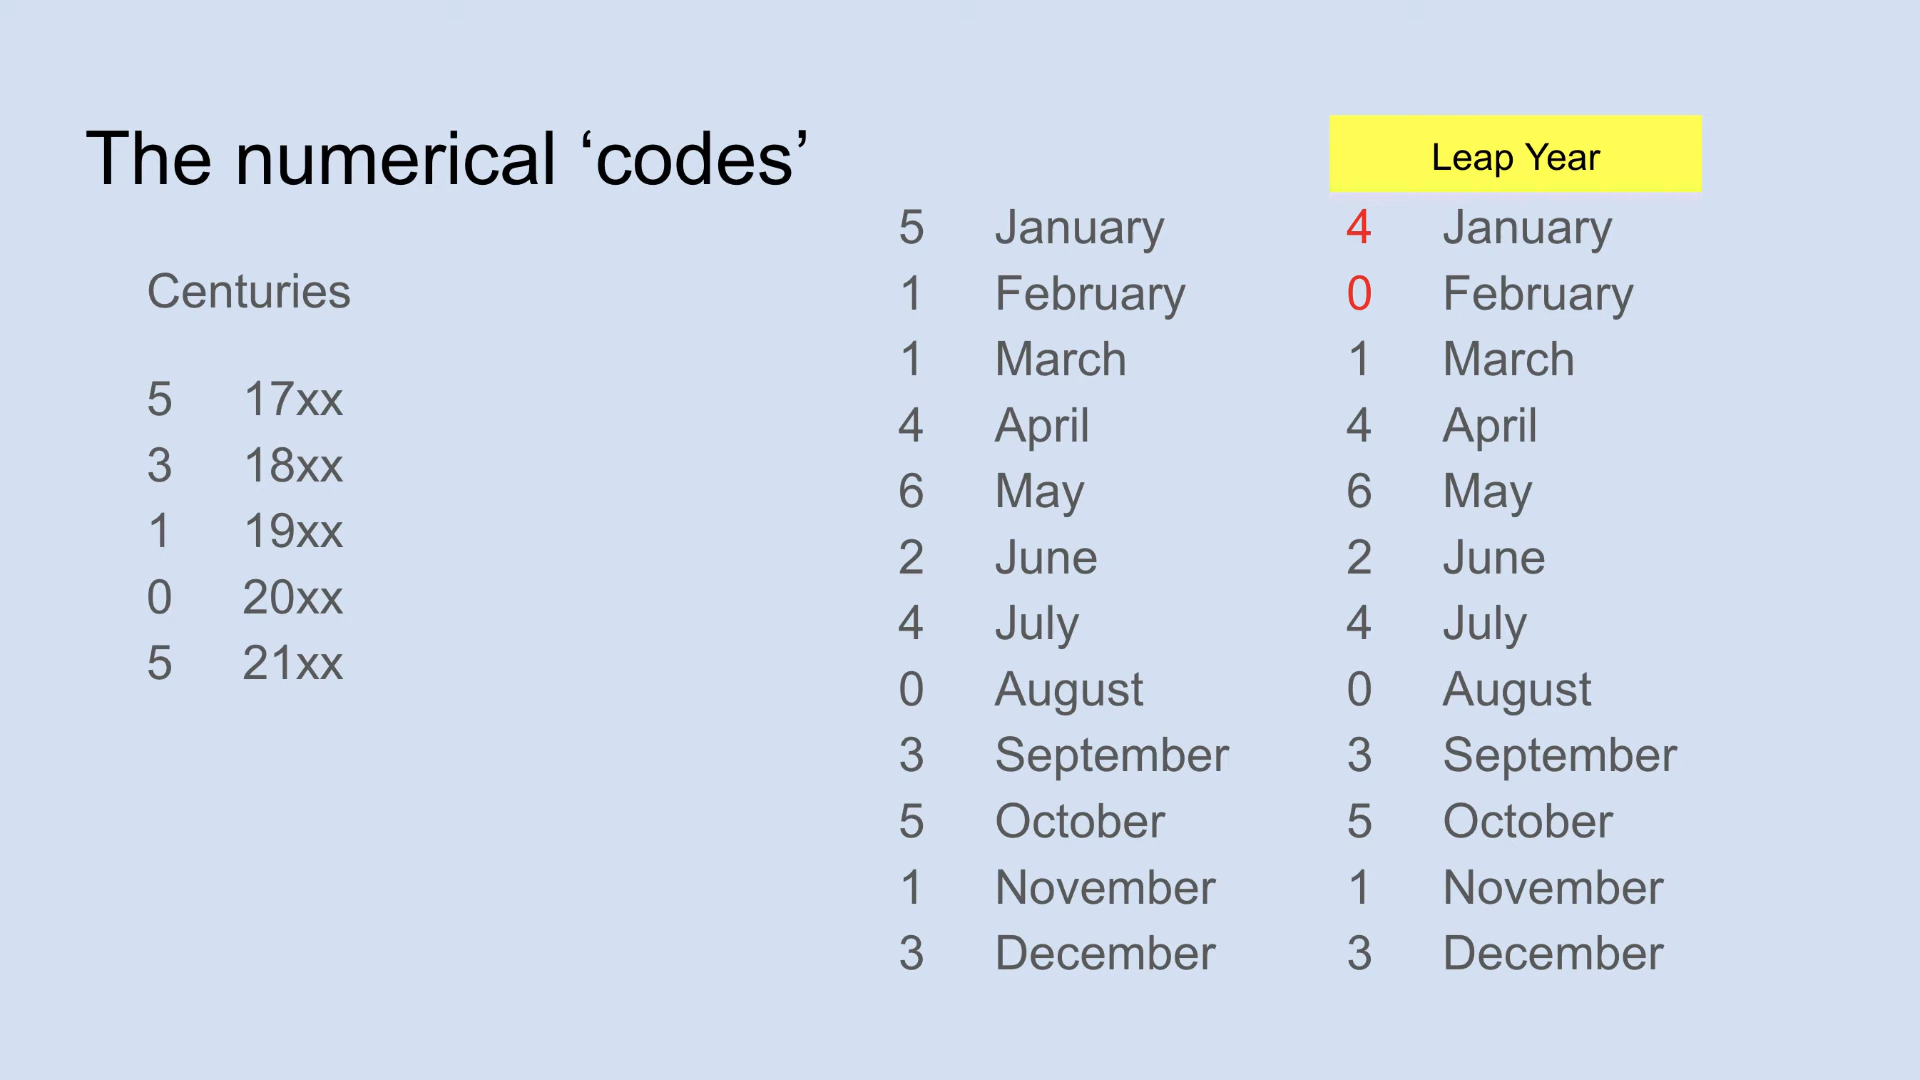 The numerical ‘codes’
Centuries
5 17xx
3 18xx
1 19xx
0 20xx
5 21xx
5 January
1 February
1 March
4 April
6 May
2 June
4 July
0 August
3 September
5 October
1 November
3 December
Leap Year
4 January
0 February
1 March
4 April
6 May
2 June
4 July
0 August
3 September
5 October
1 November
3 December